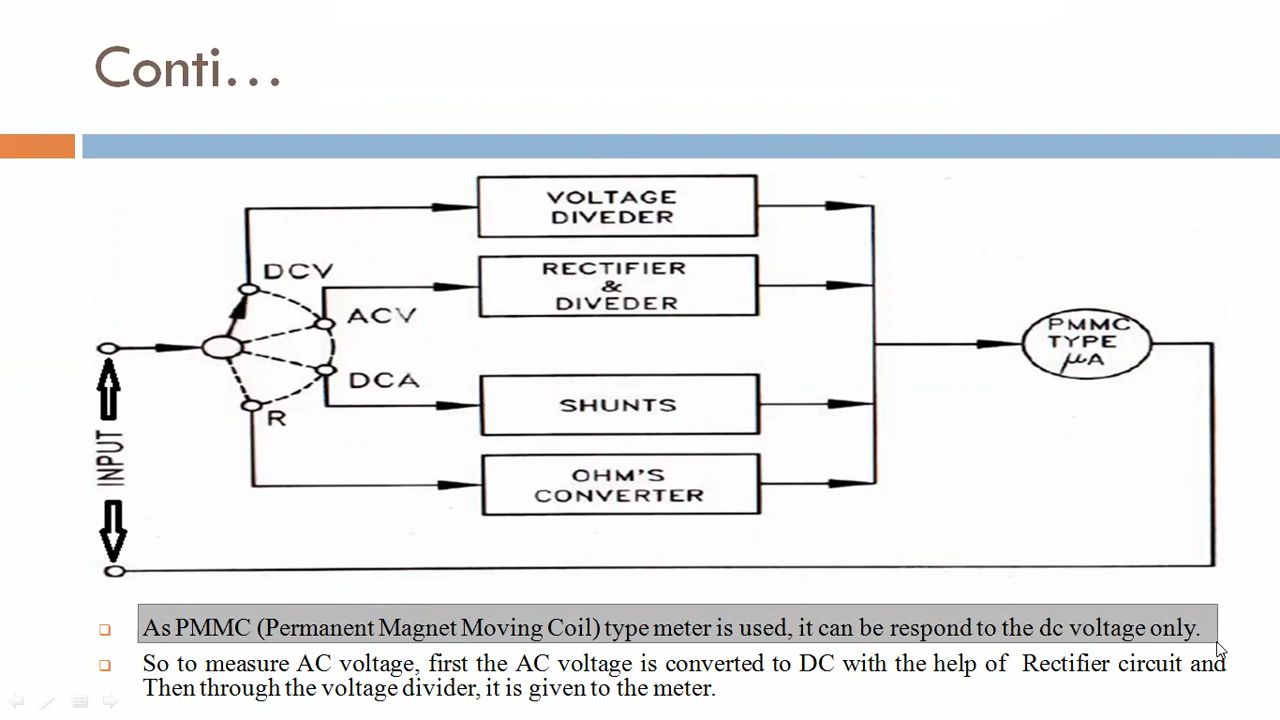 Conti…
VOLTAGE
DIVEDER
DCV
RECTIFIER
&
DIVEDER
ACV
PMMC
TYPE
μA
DCA
SHUNTS
R
INPUT
OHM'S
CONVERTER
As PMMC (Permanent Magnet Moving Coil) type meter is used, it can be respond to the dc voltage only.
So to measure AC voltage, first the AC voltage is converted to DC with the help of Rectifier circuit and
Then through the voltage divider, it is given to the meter.